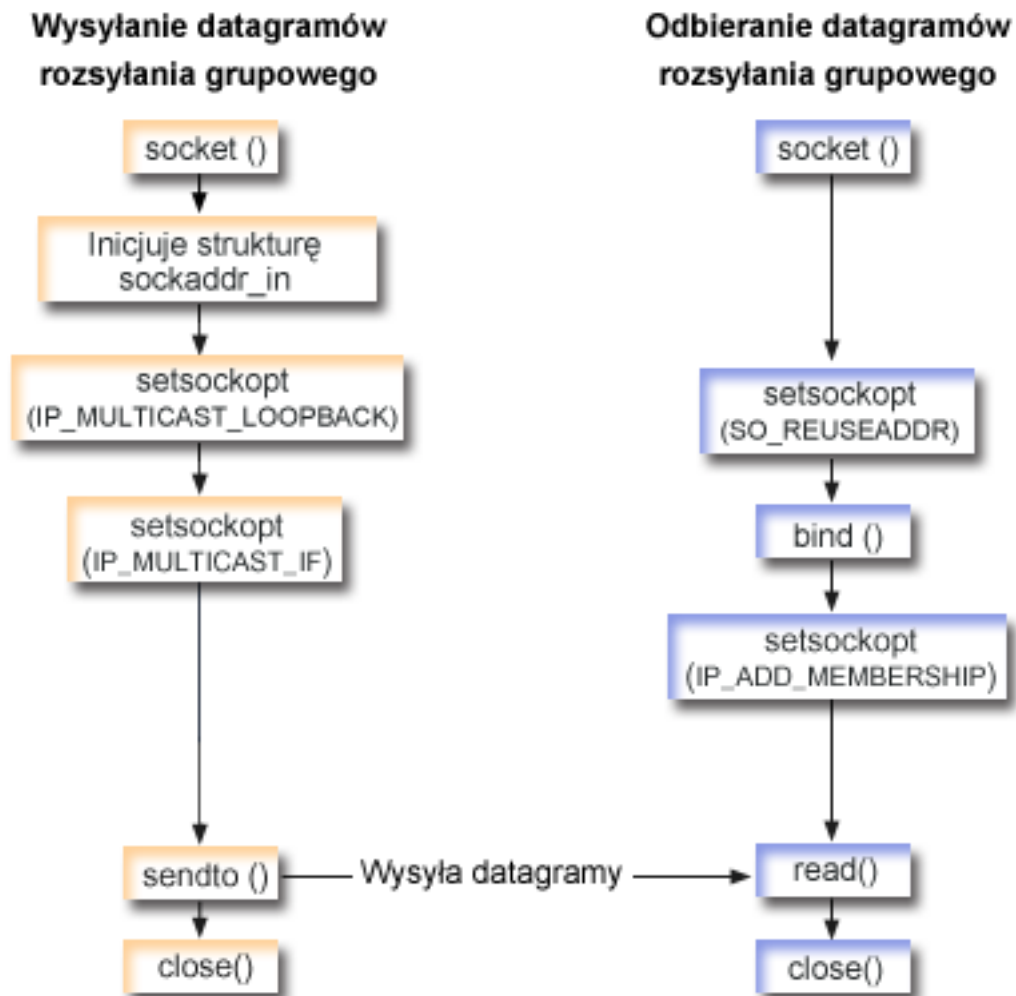 Wysyłanie datagramów
rozsyłania grupowego
socket ()
Inicjuje strukturę
sockaddr_in
setsockopt
(IP_MULTICAST_LOOPBACK)
setsockopt
(IP_MULTICAST_IF)
sendto ()
close()
Wysyła datagramy
Odbieranie datagramów
rozsyłania grupowego
socket ()
setsockopt
(SO_REUSEADDR)
bind ()
setsockopt
(IP_ADD_MEMBERSHIP)
read()
close()